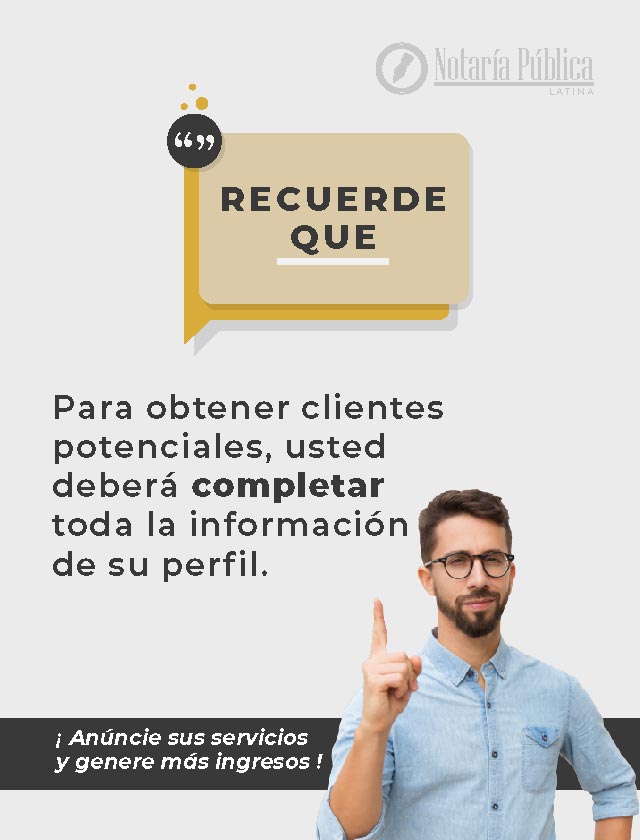 Notaría Pública
LATINA
“ ”
RECUERDE
QUE
Para obtener clientes
potenciales, usted
deberá completar
toda la información
de su perfil.
¡ Anúncie sus servicios
y genere más ingresos !